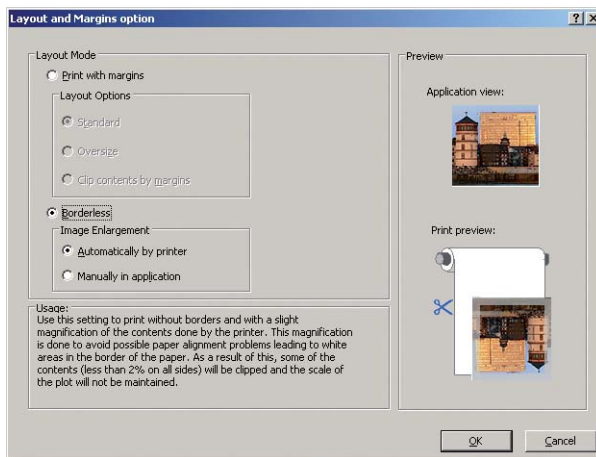 Layout and Margins option
Layout Mode
Print with margins
Layout Options
Standard
Oversize
Clip contents by margins
Borderless
Image Enlargement
Automatically by printer
Manually in application
Usage:
Use this setting to print without borders and with a slight
magnification of the contents done by the printer. This magnification
is done to avoid possible paper alignment problems leading to white
areas in the border of the paper. As a result of this, some of the
contents (less than 2% on all sides) will be clipped and the scale of
the plot will not be maintained.
Preview
Application view:
Print preview:
OK
Cancel